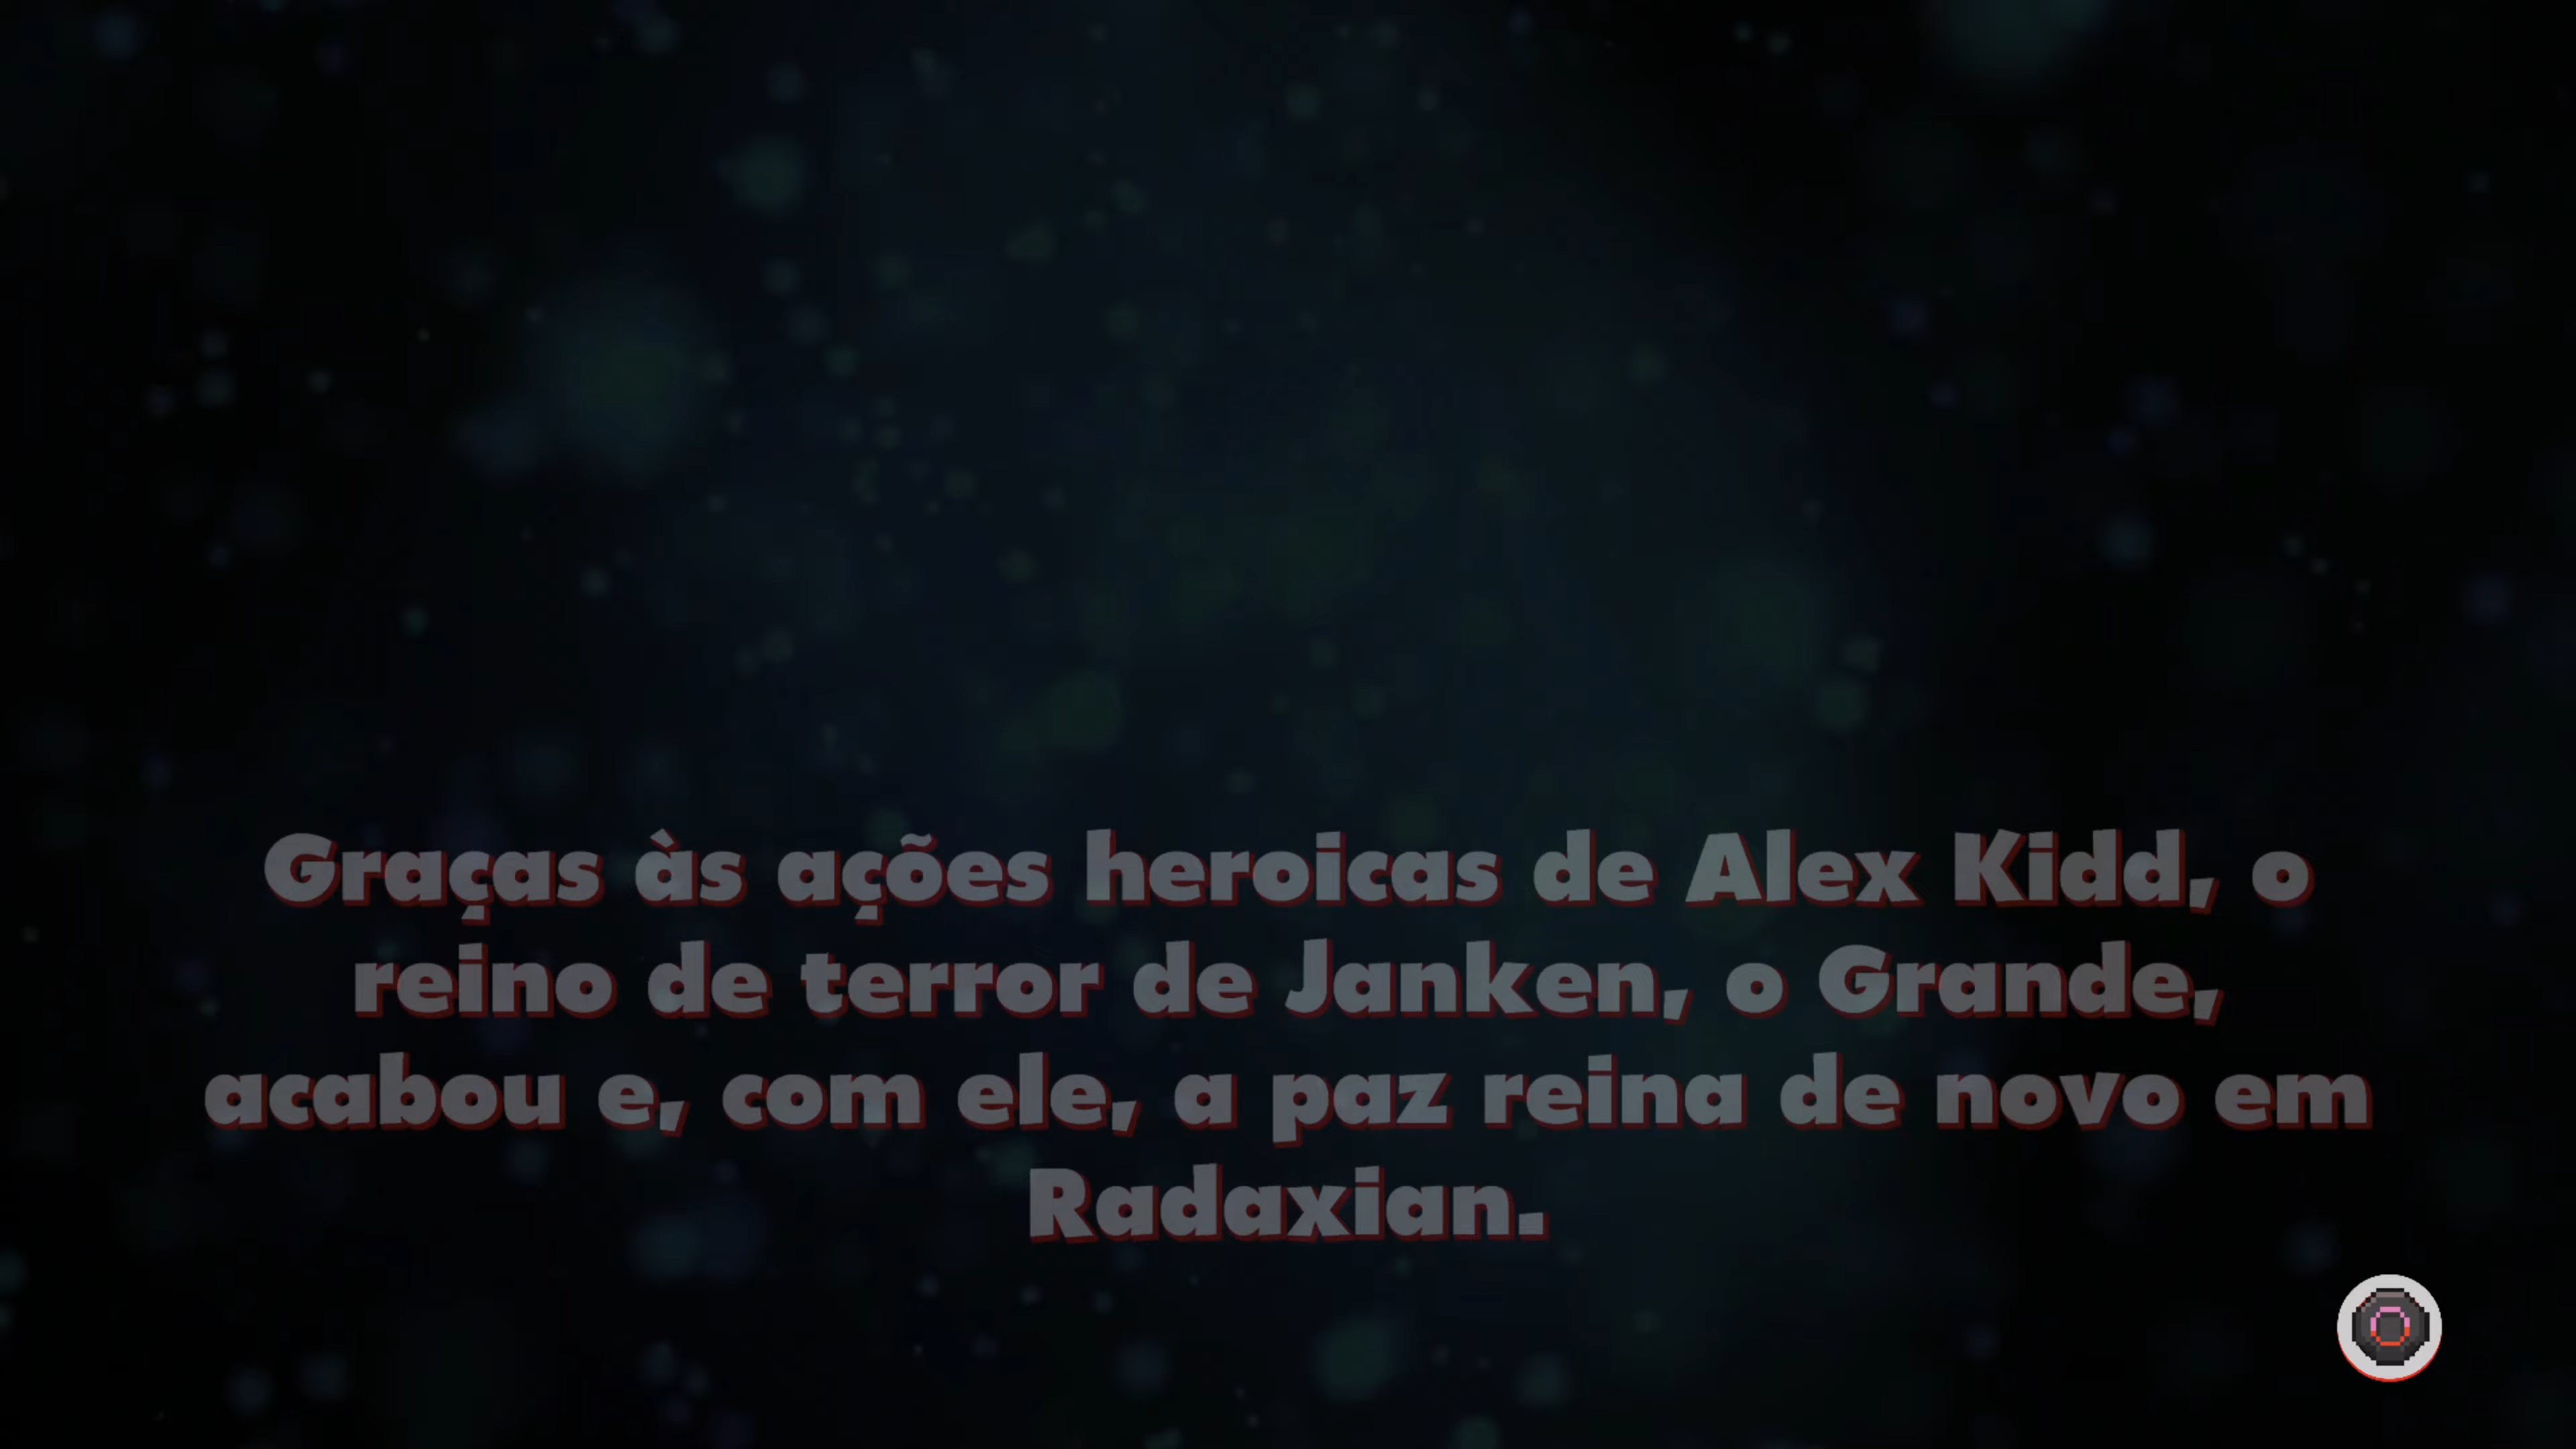 Graças às ações heroicas de Alex Kidd, o
reino de terror de Janken, o Grande,
acabou e, com ele, a paz reina de novo em
Radaxian.